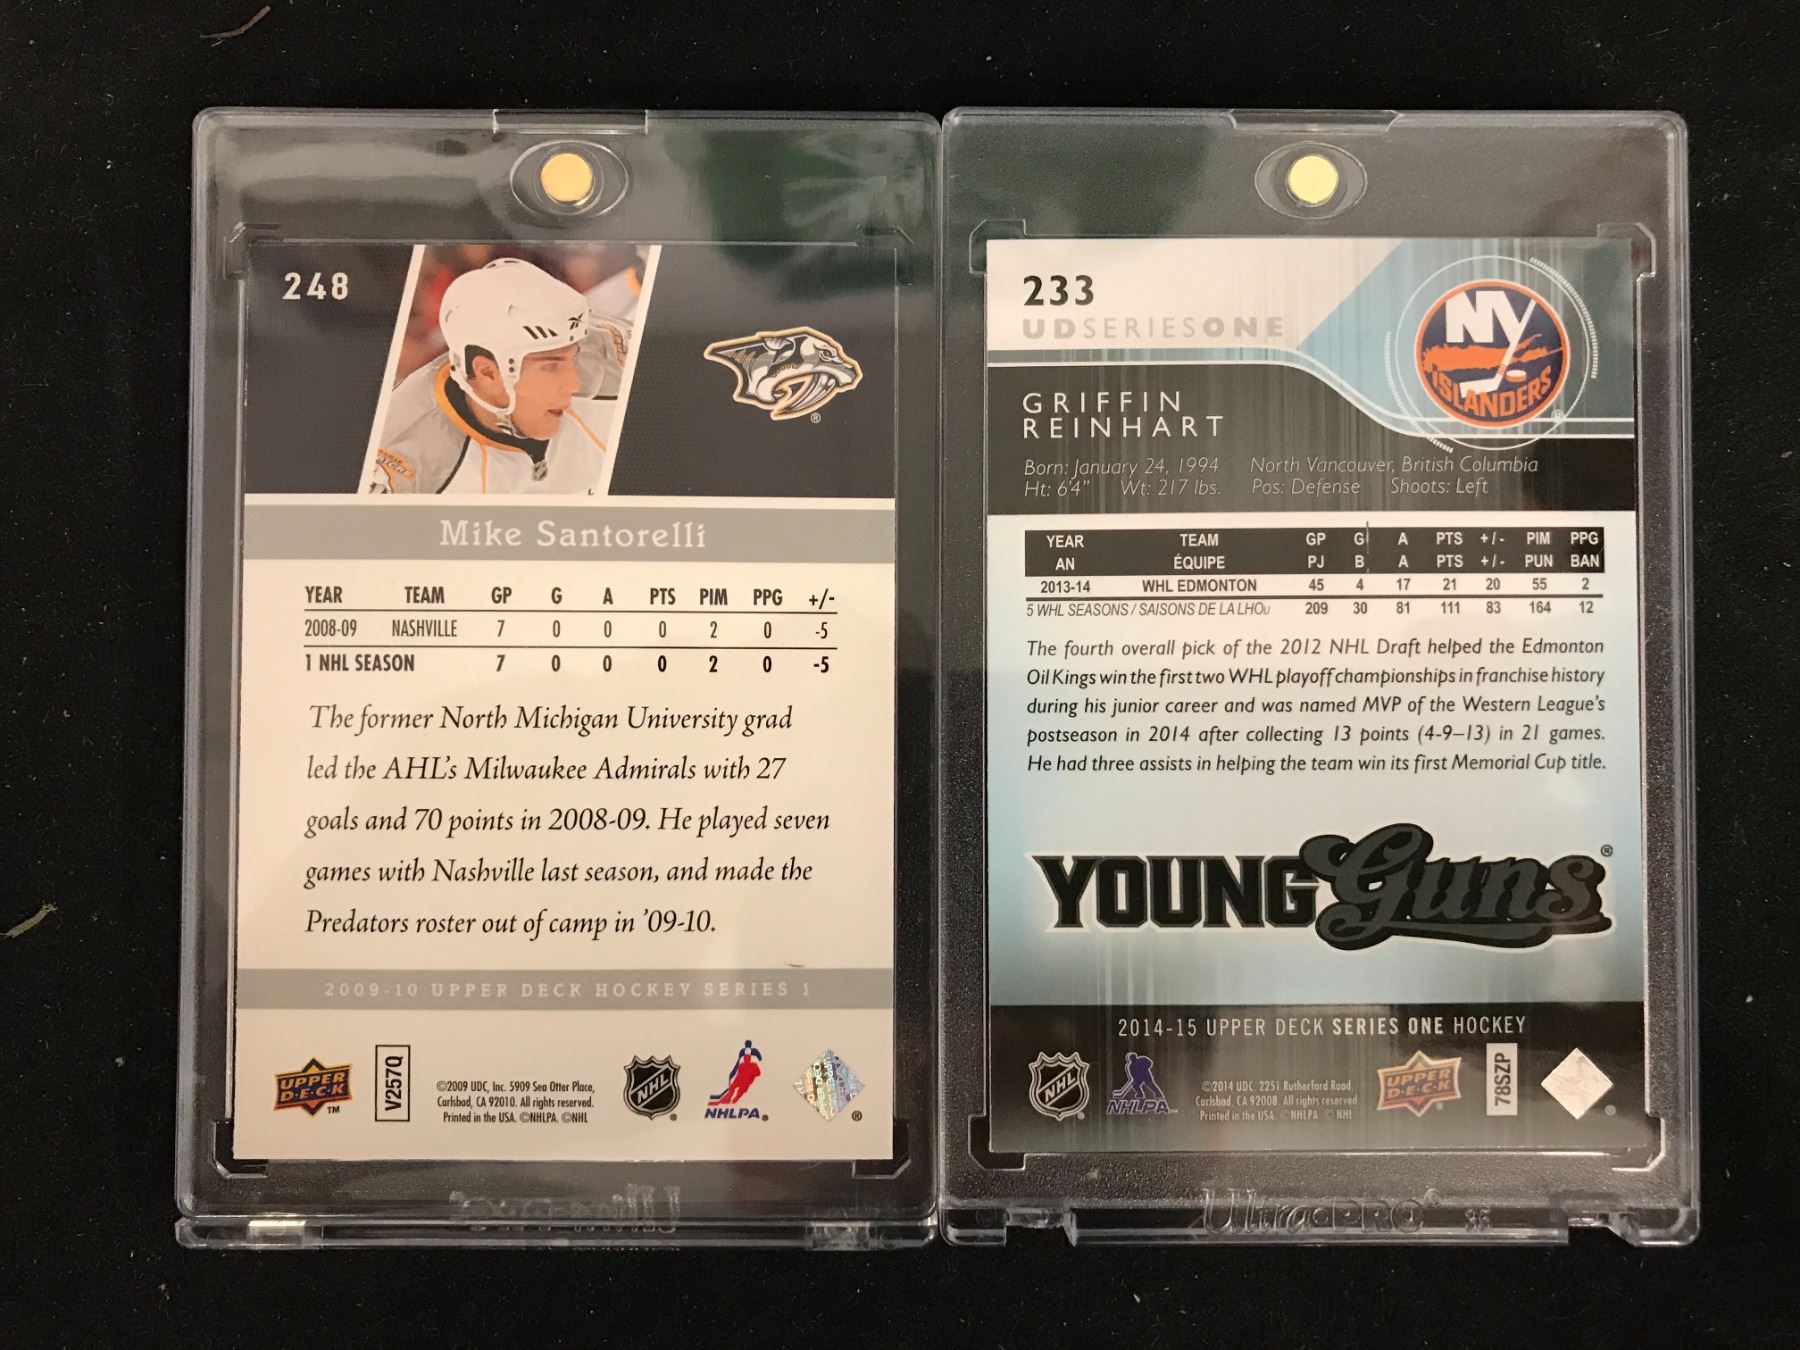 248
Mike Santorelli
YEAR TEAM GP G A PTS PIM PPG +/-
2008-09 NASHVILLE 7 0 0 0 2 0 -5
1 NHL SEASON 7 0 0 0 2 0 -5
The former North Michigan University grad
led the AHL's Milwaukee Admirals with 27
goals and 70 points in 2008-09. He played seven
games with Nashville last season, and made the
Predators roster out of camp in '09-10.
2009-10 UPPER DECK HOCKEY SERIES 1
UPPER
D·E·C·K
TM
V257Q
©2009 UDC, Inc. 5909 Sea Otter Place,
Carlsbad, CA 92010. All rights reserved.
Printed in the USA. ©NHLPA. ©NHL
NHL
NHLPA
233
UDSERIESONE
NY
ISLANDERS
GRIFFIN
REINHART
Born: January 24, 1994 North Vancouver, British Columbia
Ht: 6'4" Wt: 217 lbs. Pos: Defense Shoots: Left
YEAR TEAM GP G A PTS +/- PIM PPG
AN ÉQUIPE PJ B A PTS +/- PUN BAN
2013-14 WHL EDMONTON 45 4 17 21 20 55 2
5 WHL SEASONS / SAISONS DE LA LHOu 209 30 81 111 83 164 12
The fourth overall pick of the 2012 NHL Draft helped the Edmonton
Oil Kings win the first two WHL playoff championships in franchise history
during his junior career and was named MVP of the Western League's
postseason in 2014 after collecting 13 points (4-9–13) in 21 games.
He had three assists in helping the team win its first Memorial Cup title.
YOUNG Guns®
2014-15 UPPER DECK SERIES ONE HOCKEY
NHL
NHLPA
©2014 UDC. 2251 Rutherford Road,
Carlsbad, CA 92008. All rights reserved.
Printed in the USA. ©NHLPA. © NHL
UPPER
D·E·C·K
78SZP
Ultra·PRO®